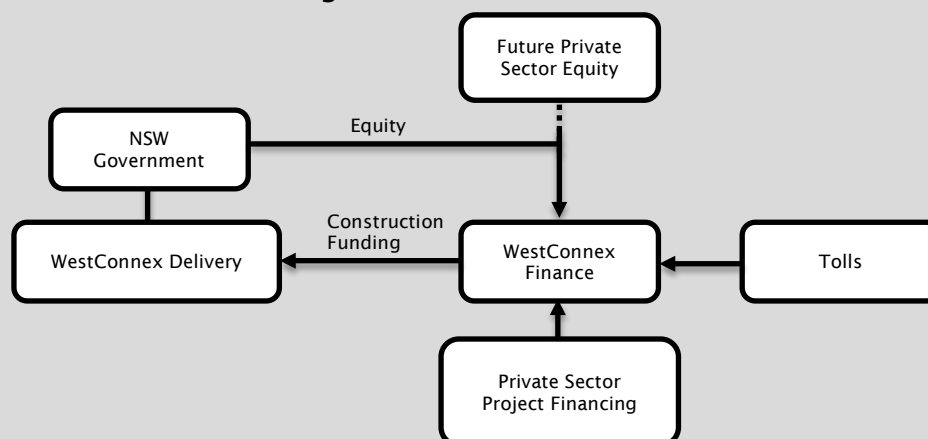 Future Private
Sector Equity
Equity
NSW
Government
Construction
Funding
WestConnex Delivery
WestConnex
Finance
Tolls
Private Sector
Project Financing